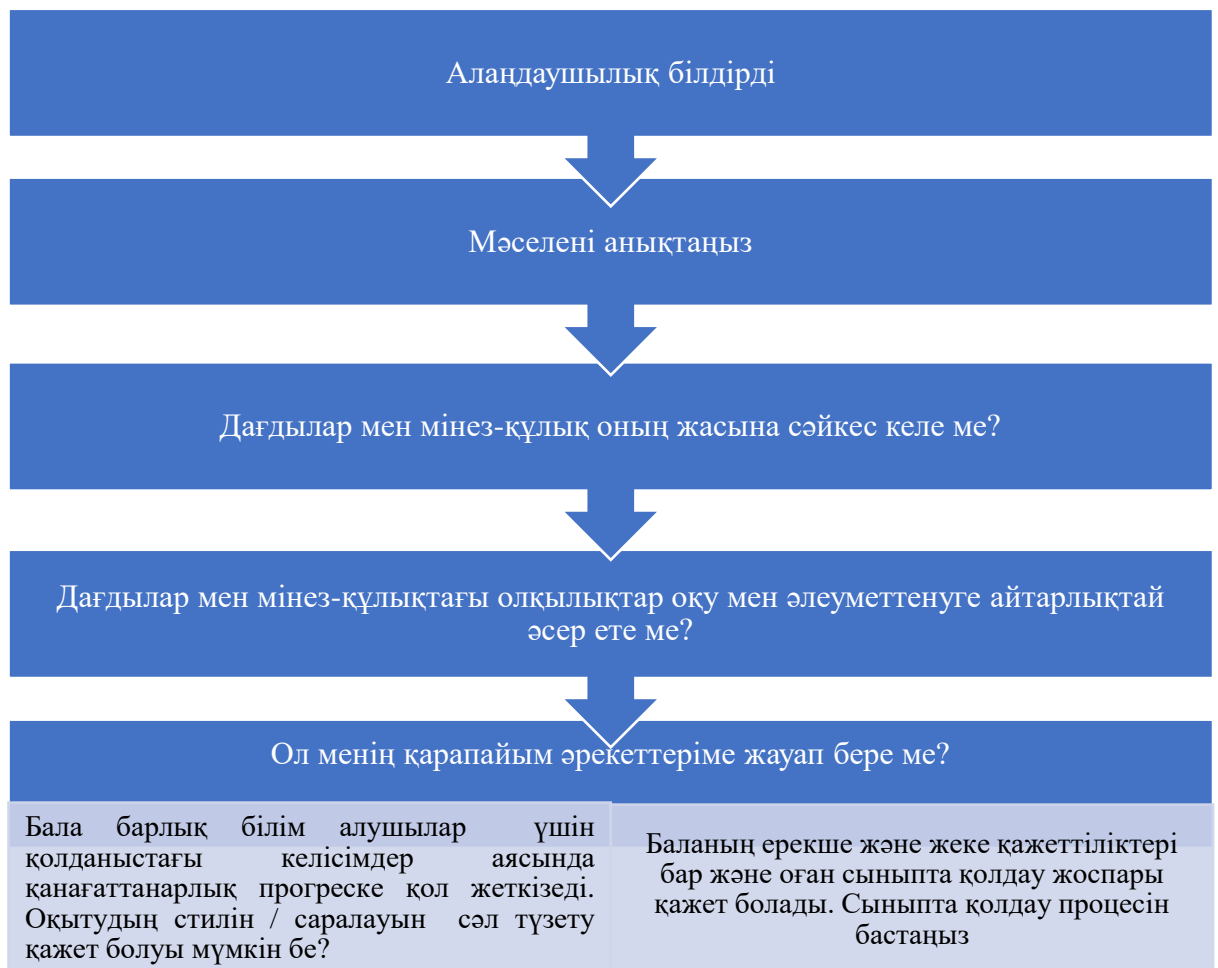 Алаңдаушылық білдірді
Мәселені анықтаңыз
Дағдылар мен мінез-құлық оның жасына сәйкес келе ме?
Дағдылар мен мінез-құлықтағы олқылықтар оқу мен әлеуметтенуге айтарлықтай
әсер ете ме?
Ол менің қарапайым әрекеттеріме жауап бере ме?
Бала барлық білім алушылар үшін
қолданыстағы келісімдер аясында
қанағаттанарлық прогреске қол жеткізеді.
Оқытудың стилін / саралауын сәл түзету
қажет болуы мүмкін бе?
Баланың ерекше және жеке қажеттіліктері
бар және оған сыныпта қолдау жоспары
қажет болады. Сыныпта қолдау процесін
бастаңыз